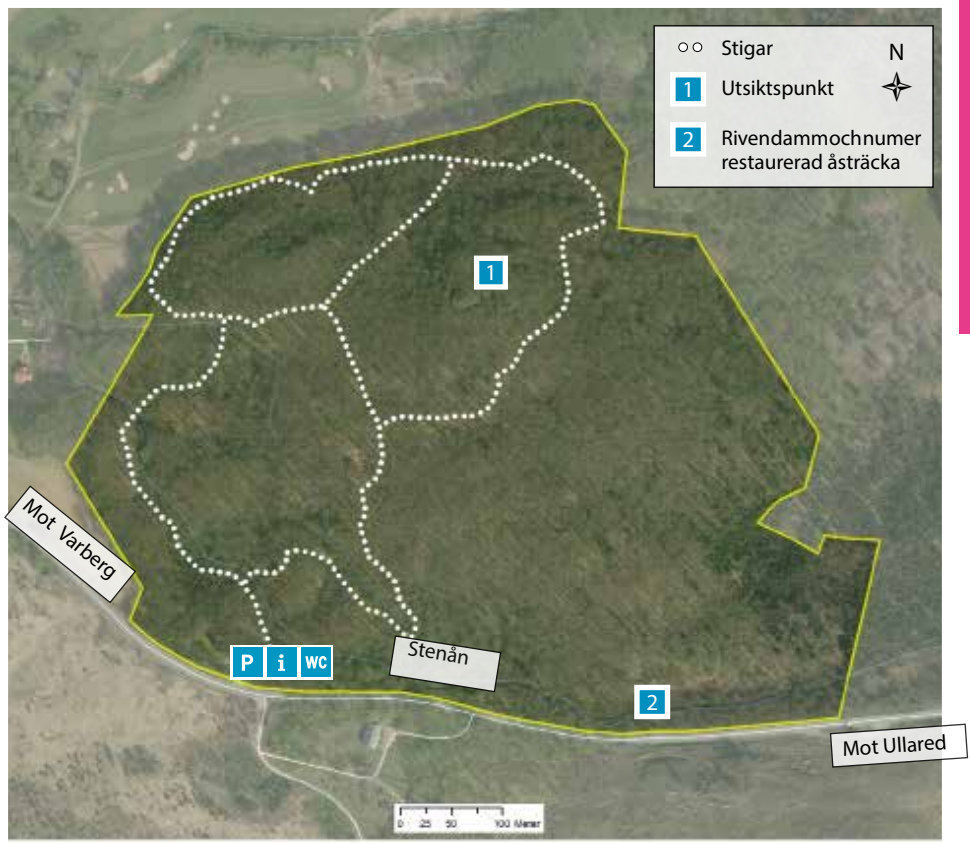 Stigar
N
1
Utsiktspunkt
2
Rivendammochnumer
restaurerad åsträcka
1
Mot Varberg
P i WC
Stenån
2
Mot Ullared
0 25 50 100 Meter